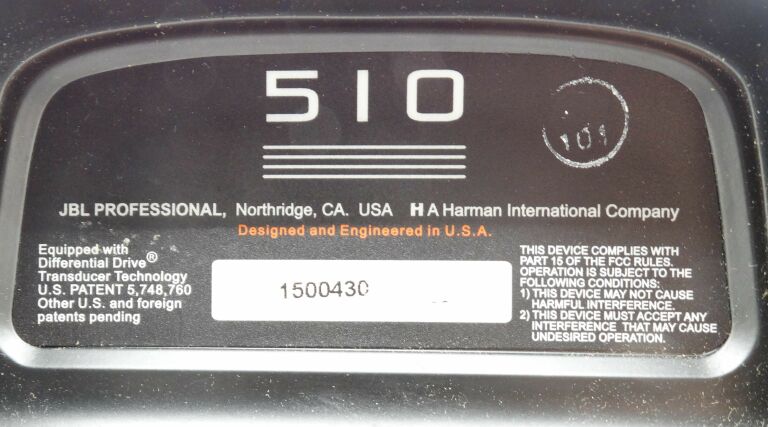 510
101
JBL PROFESSIONAL, Northridge, CA. USA H A Harman International Company
Designed and Engineered in U.S.A.
Equipped with
Differential Drive®
Transducer Technology
U.S. PATENT 5,748,760
Other U.S. and foreign
patents pending
1500430
THIS DEVICE COMPLIES WITH
PART 15 OF THE FCC RULES.
OPERATION IS SUBJECT TO THE
FOLLOWING CONDITIONS:
1) THIS DEVICE MAY NOT CAUSE
HARMFUL INTERFERENCE.
2) THIS DEVICE MUST ACCEPT ANY
INTERFERENCE THAT MAY CAUSE
UNDESIRED OPERATION.